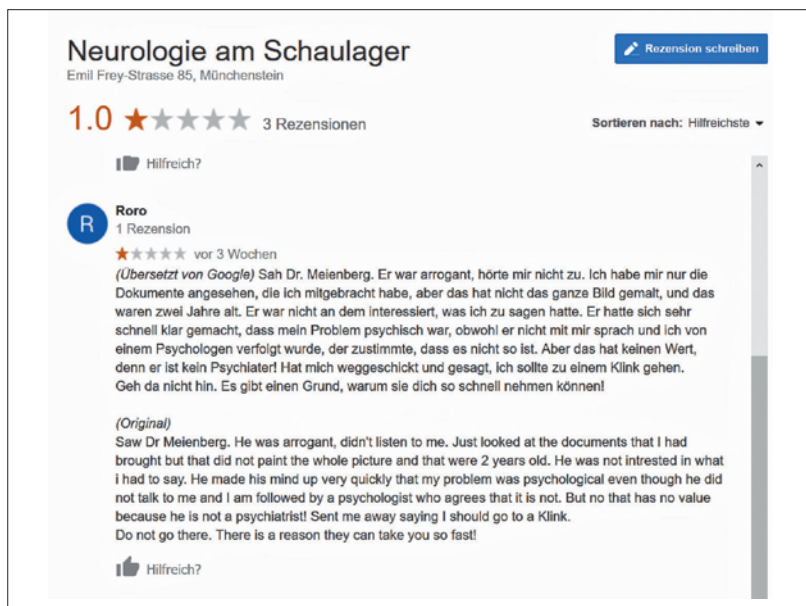 Neurologie am Schaulager
Rezension schreiben
Emil Frey-Strasse 85, Münchenstein
1.0 3 Rezensionen
Sortieren nach: Hilfreichste
Hilfreich?
R
Roro
1 Rezension
vor 3 Wochen
(Übersetzt von Google) Sah Dr. Meienberg. Er war arrogant, hörte mir nicht zu. Ich habe mir nur die
Dokumente angesehen, die ich mitgebracht habe, aber das hat nicht das ganze Bild gemalt, und das
waren zwei Jahre alt. Er war nicht an dem interessiert, was ich zu sagen hatte. Er hatte sich sehr
schnell klar gemacht, dass mein Problem psychisch war, obwohl er nicht mit mir sprach und ich von
einem Psychologen verfolgt wurde, der zustimmte, dass es nicht so ist. Aber das hat keinen Wert,
denn er ist kein Psychiater! Hat mich weggeschickt und gesagt, ich sollte zu einem Klink gehen.
Geh da nicht hin. Es gibt einen Grund, warum sie dich so schnell nehmen können!
(Original)
Saw Dr Meienberg. He was arrogant, didn't listen to me. Just looked at the documents that I had
brought but that did not paint the whole picture and that were 2 years old. He was not intrested in what
i had to say. He made his mind up very quickly that my problem was psychological even though he did
not talk to me and I am followed by a psychologist who agrees that it is not. But no that has no value
because he is not a psychiatrist! Sent me away saying I should go to a Klink.
Do not go there. There is a reason they can take you so fast!
Hilfreich?